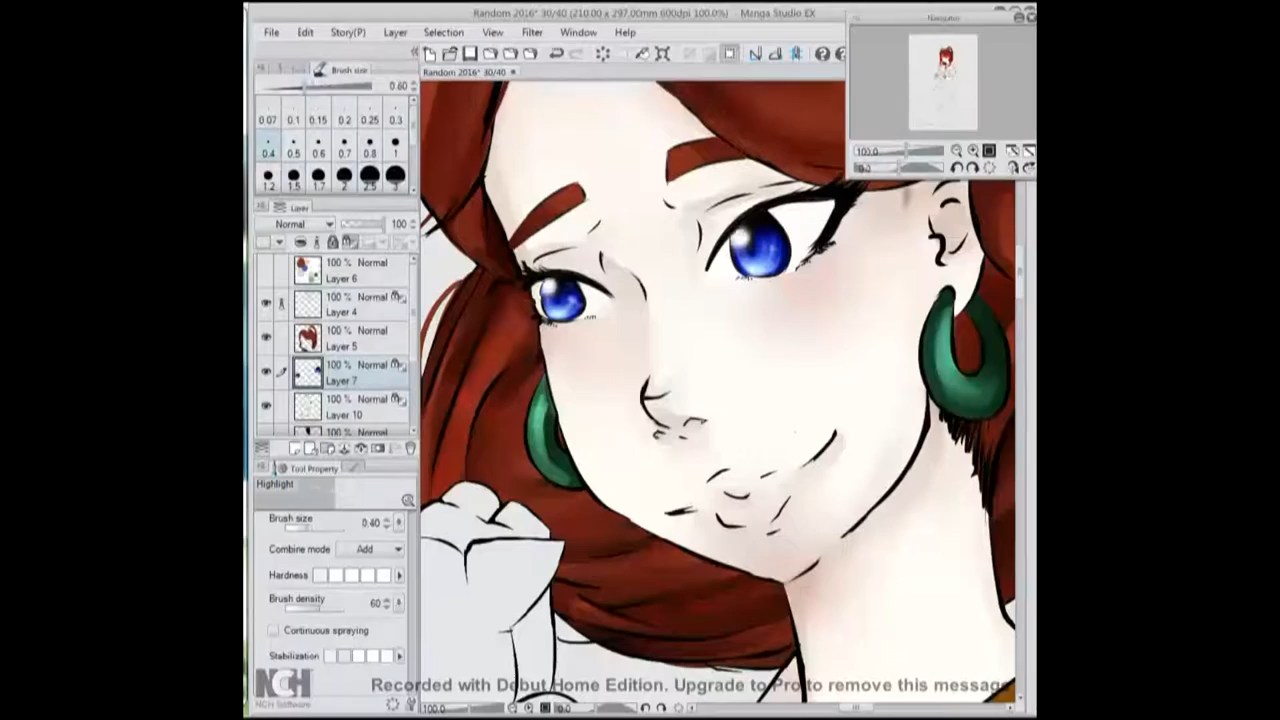 Random 2016* 30/40 (210.00 x 297.00mm 600dpi 100.0%) - Manga Studio EX
Navigator
File Edit Story(P) Layer Selection View Filter Window Help
Random 2016* 30/40
Brush size
0.60
0.07 0.1 0.15 0.2 0.25 0.3
0.4 0.5 0.6 0.7 0.8 1
1.2 1.5 1.7 2 2.5 3
100.0
0.0
Layer
Normal 100
100 % Normal
Layer 6
100 % Normal
Layer 4
100 % Normal
Layer 5
100 % Normal
Layer 7
100 % Normal
Layer 10
100 % Normal
Tool Property
Highlight
Brush size 0.40
Combine mode Add
Hardness
Brush density 60
Continuous spraying
Stabilization
NCH
NCH Software
Recorded with Debut Home Edition. Upgrade to Pro to remove this message
100.0 0.0